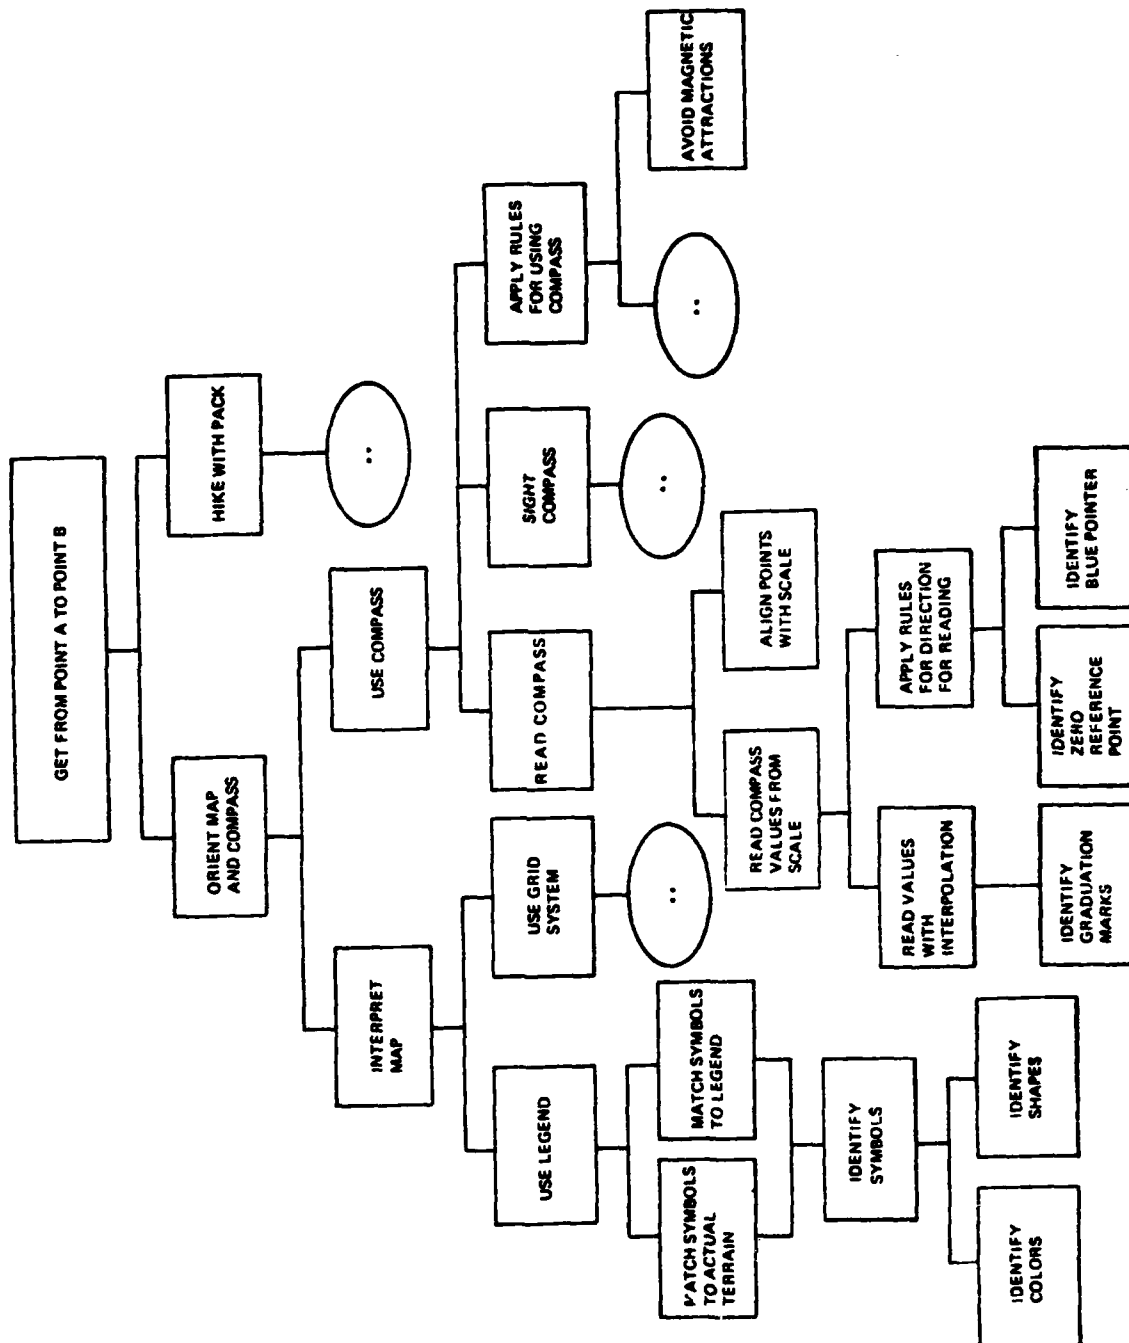 GET FROM POINT A TO POINT B
ORIENT MAP
AND COMPASS
HIKE WITH PACK
..
INTERPRET
MAP
USE COMPASS
USE LEGEND
USE GRID
SYSTEM
READ COMPASS
SIGHT
COMPASS
APPLY RULES
FOR USING
COMPASS
MATCH SYMBOLS
TO ACTUAL
TERRAIN
MATCH SYMBOLS
TO LEGEND
..
..
..
AVOID MAGNETIC
ATTRACTIONS
READ COMPASS
VALUES FROM
SCALE
ALIGN POINTS
WITH SCALE
IDENTIFY
SYMBOLS
READ VALUES
WITH
INTERPOLATION
APPLY RULES
FOR DIRECTION
FOR READING
IDENTIFY
COLORS
IDENTIFY
SHAPES
IDENTIFY
GRADUATION
MARKS
IDENTIFY
ZERO
REFERENCE
POINT
IDENTIFY
BLUE POINTER